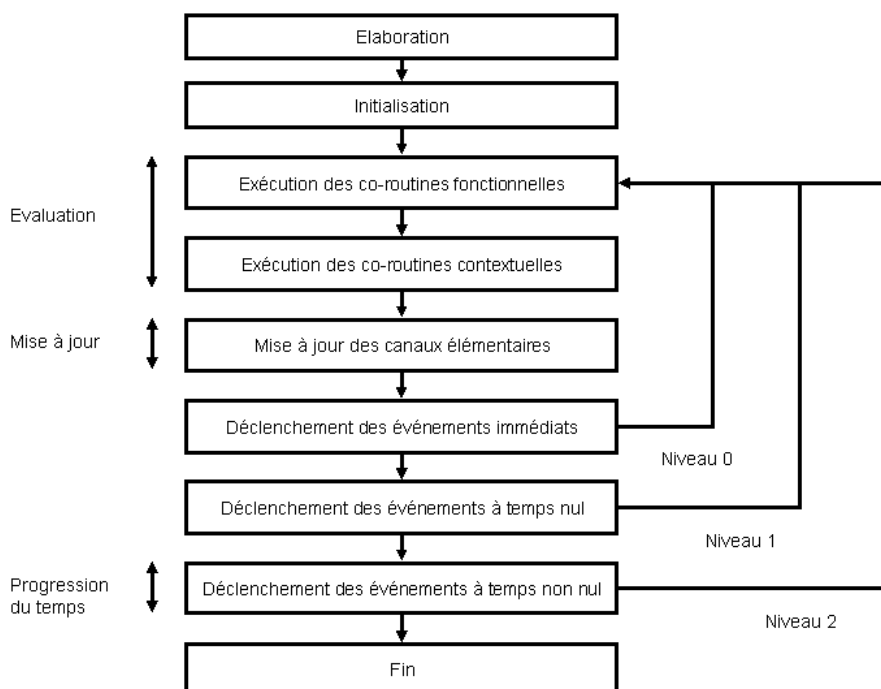 Elaboration
Initialisation
Exécution des co-routines fonctionnelles
Evaluation
Exécution des co-routines contextuelles
Mise à jour
Mise à jour des canaux élémentaires
Déclenchement des événements immédiats
Niveau 0
Déclenchement des événements à temps nul
Niveau 1
Progression
du temps
Déclenchement des événements à temps non nul
Niveau 2
Fin